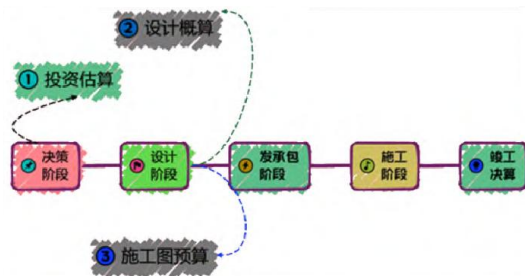 ② 设计概算
① 投资估算
决策
阶段
设计
阶段
发承包
阶段
施工
阶段
竣工
决算
③ 施工图预算